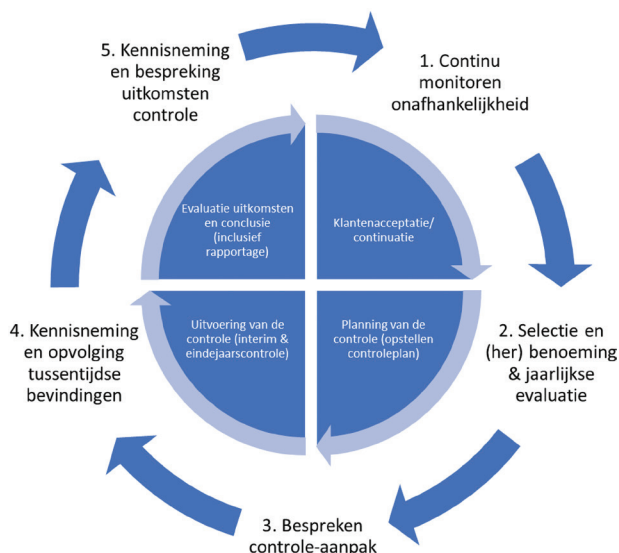 1. Continu
monitoren
onafhankelijkheid
2. Selectie en
(her) benoeming
& jaarlijkse
evaluatie
3. Bespreken
controle-aanpak
4. Kennisneming
en opvolging
tussentijdse
bevindingen
5. Kennisneming
en bespreking
uitkomsten
controle
Klantenacceptatie/
continuatie
Planning van de
controle (opstellen
controleplan)
Uitvoering van de
controle (interim &
eindejaarscontrole)
Evaluatie uitkomsten
en conclusie
(inclusief
rapportage)